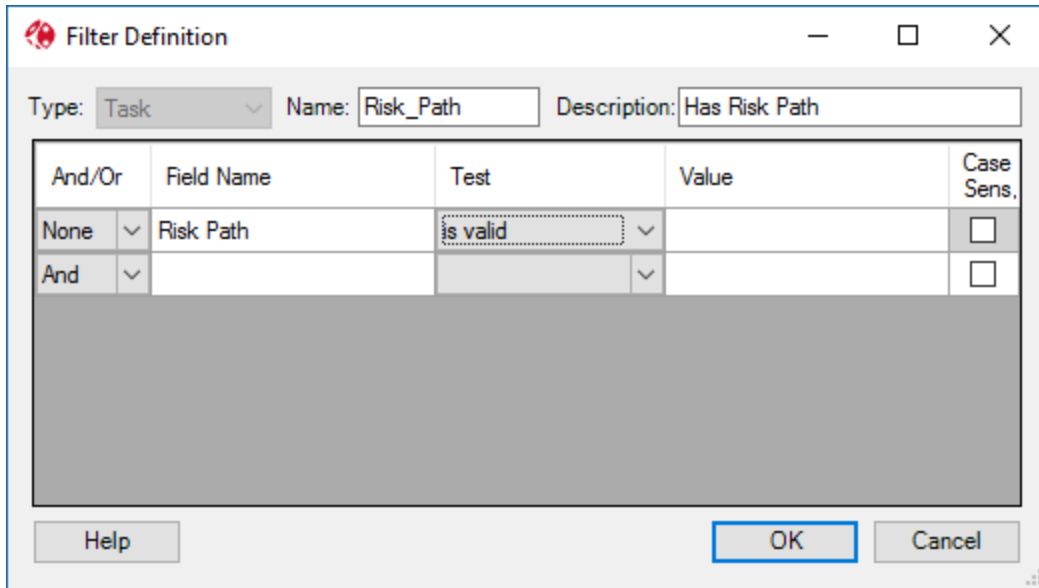 Filter Definition
Type: Task Name: Risk_Path Description: Has Risk Path
And/Or Field Name Test Value Case Sens,
None Risk Path is valid
And
Help OK Cancel